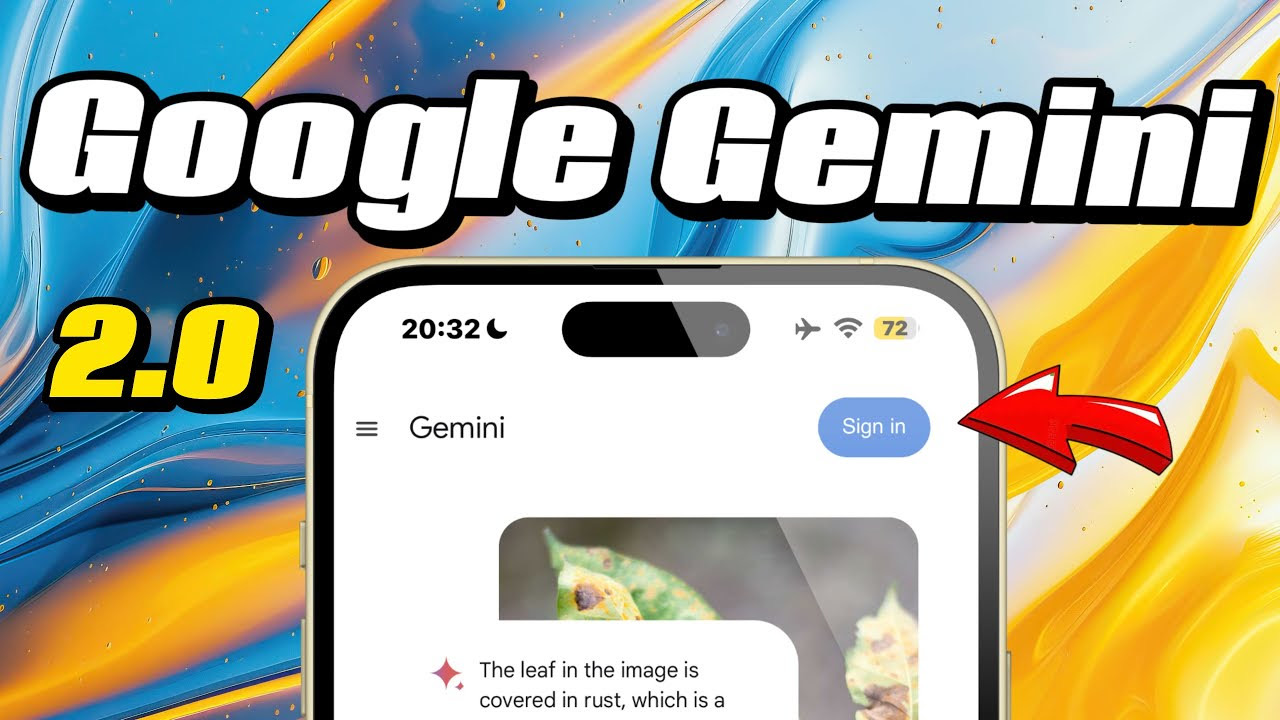 Google Gemini
2.0
20:32 72
Gemini Sign in
The leaf in the image is
covered in rust, which is a